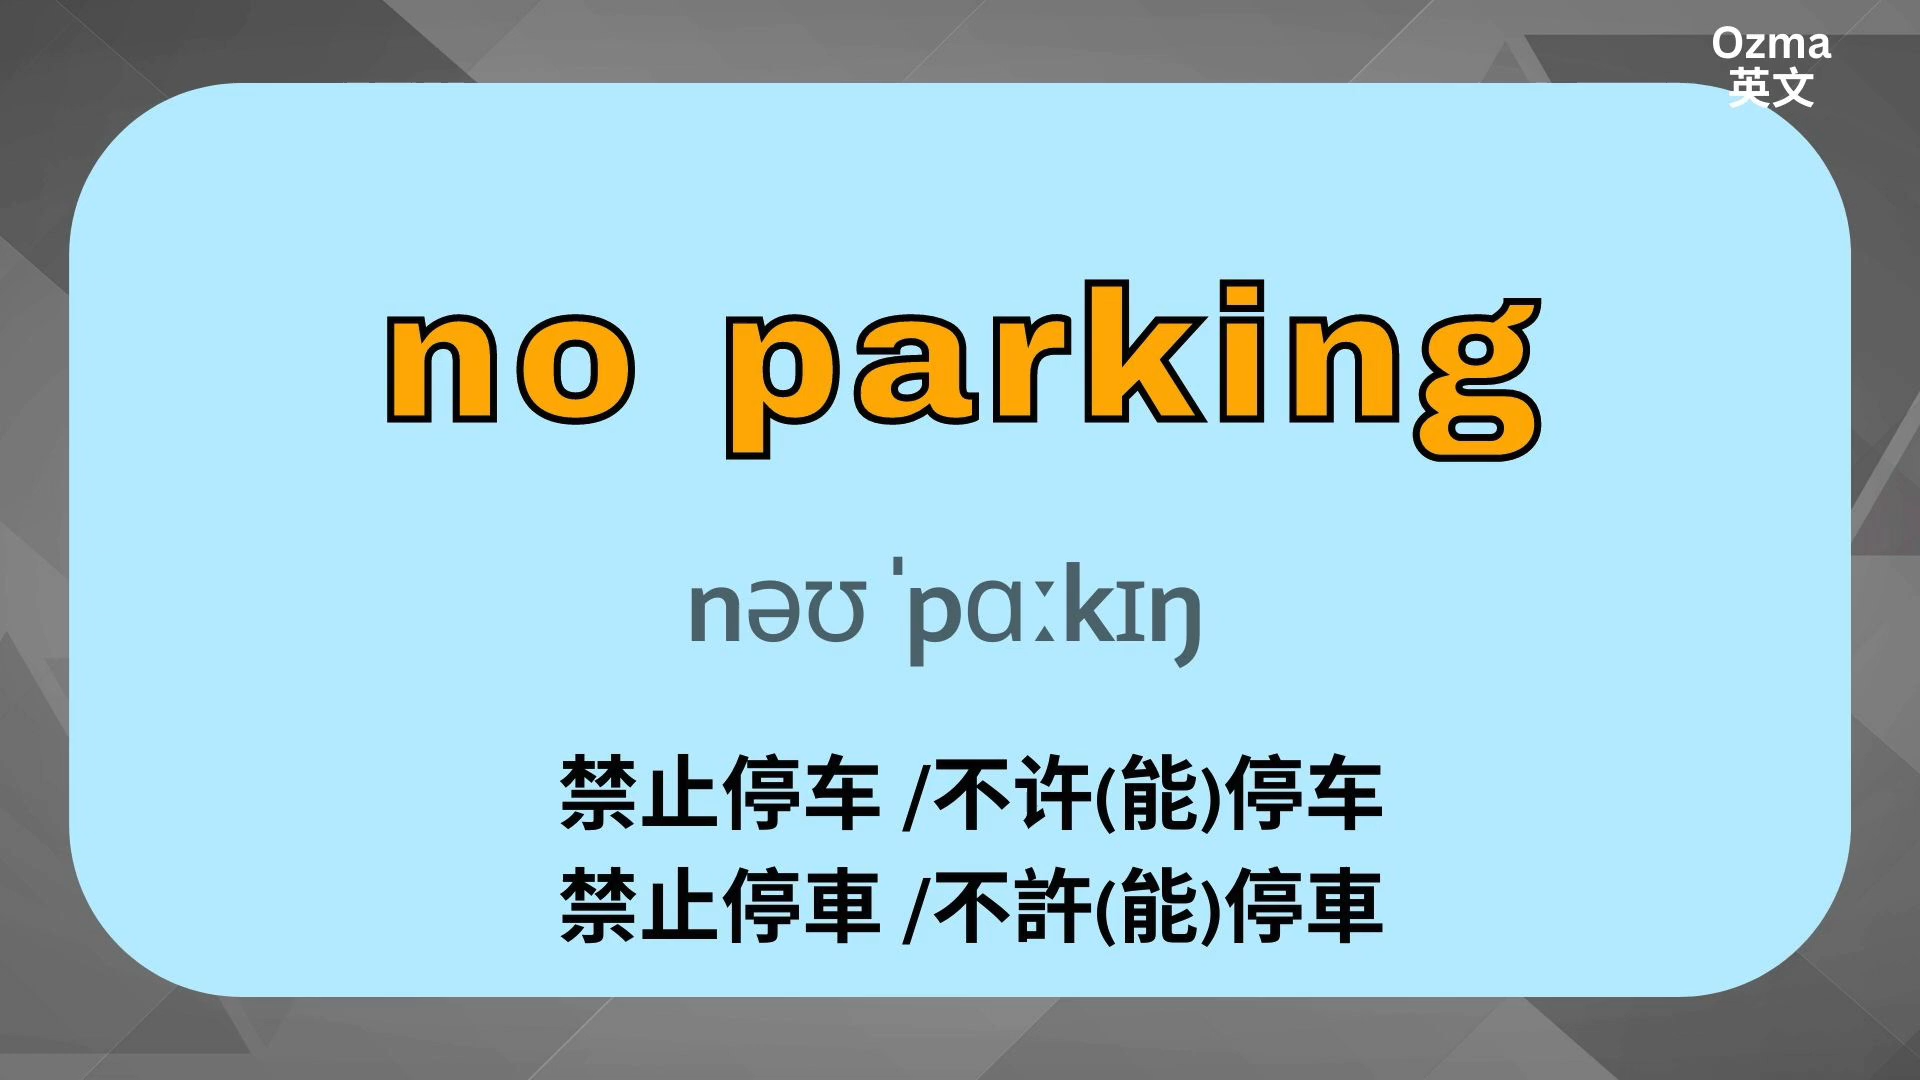 Ozma
英文
no parking
nəʊ ˈpɑːkɪŋ
禁止停车 /不许(能)停车
禁止停車 /不許(能)停車